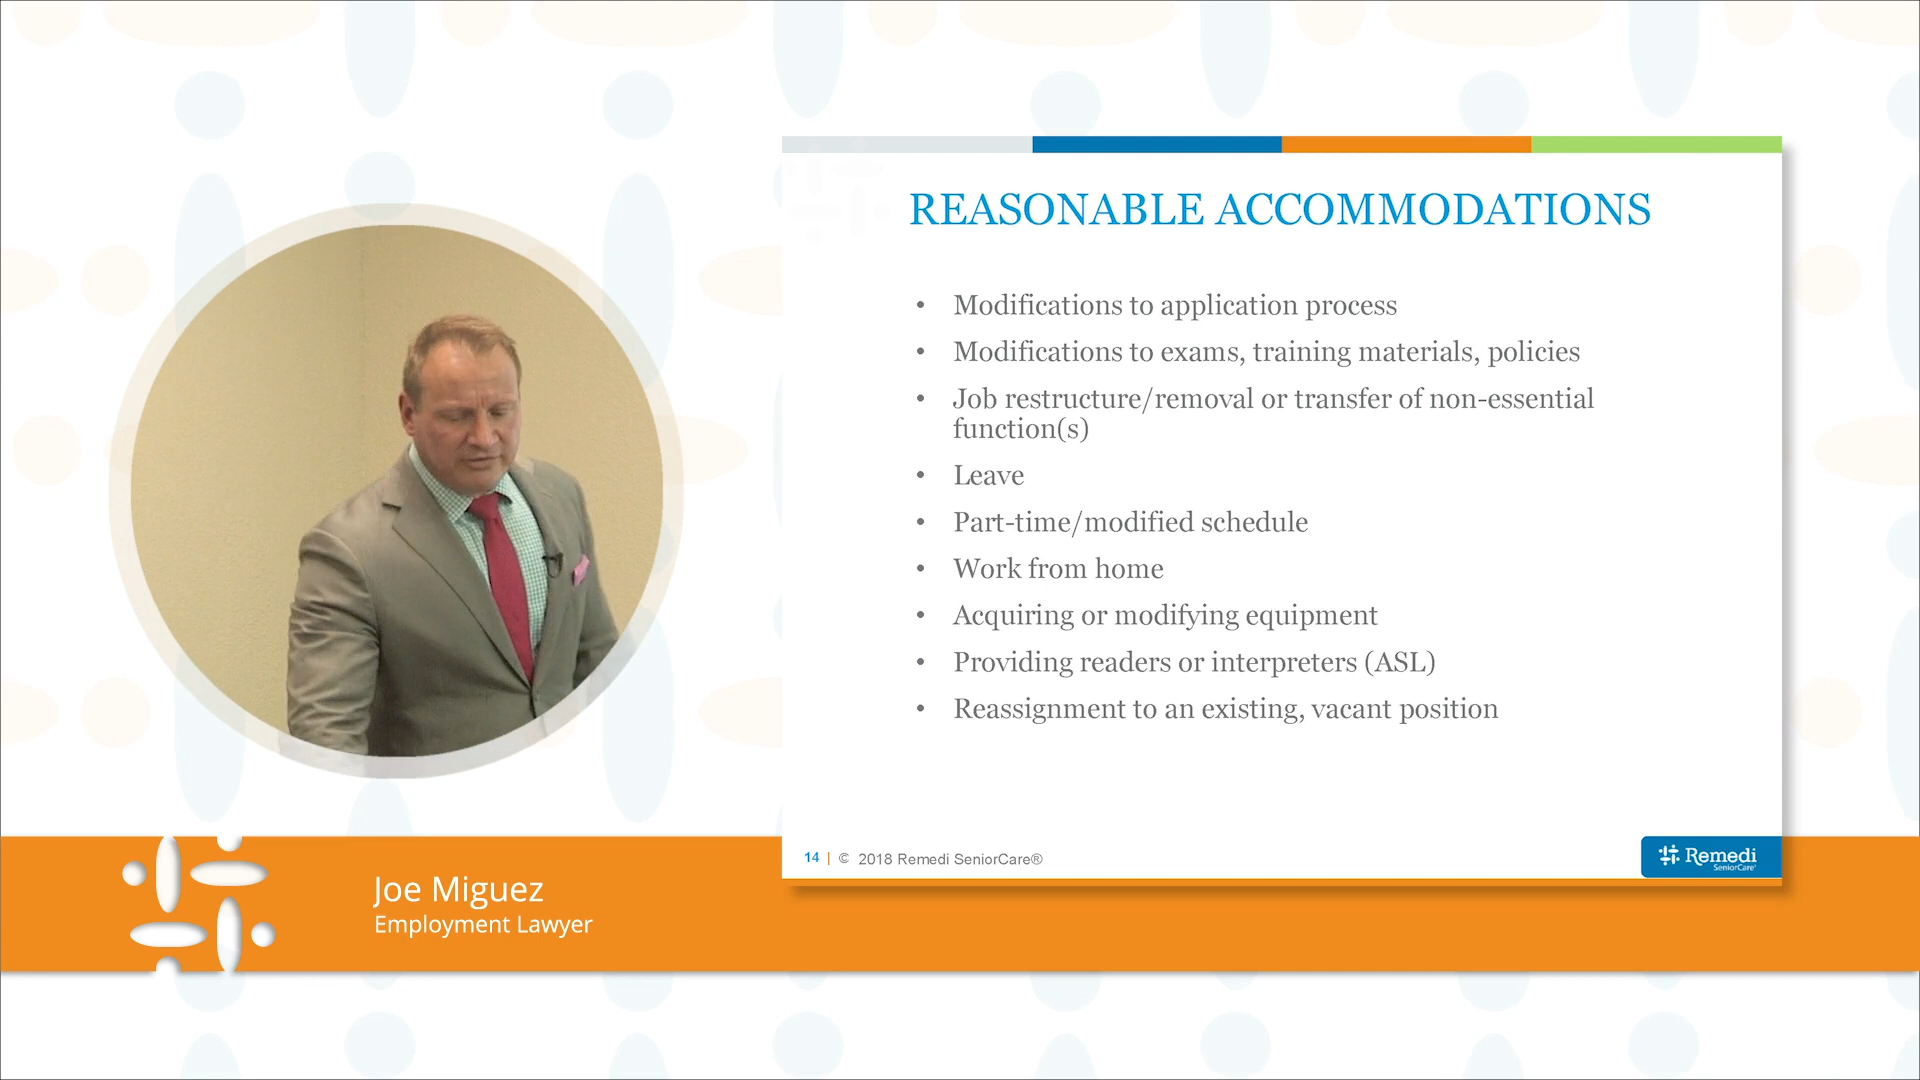 REASONABLE ACCOMMODATIONS
• Modifications to application process
• Modifications to exams, training materials, policies
• Job restructure/removal or transfer of non-essential
function(s)
• Leave
• Part-time/modified schedule
• Work from home
• Acquiring or modifying equipment
• Providing readers or interpreters (ASL)
• Reassignment to an existing, vacant position
14 | © 2018 Remedi SeniorCare®
Remedi
SeniorCare®
Joe Miguez
Employment Lawyer